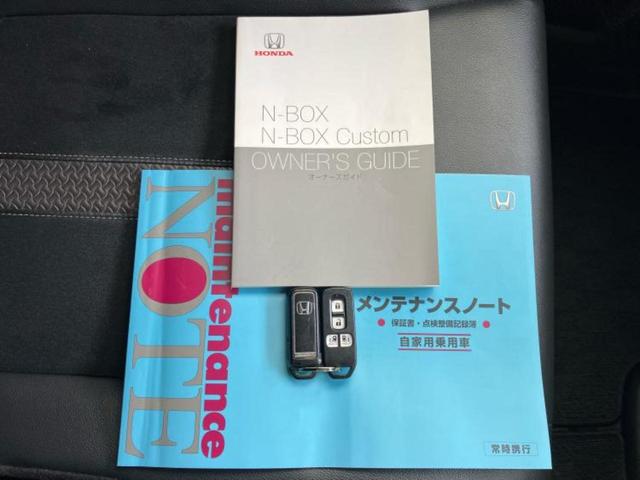 HONDA
N-BOX
N-BOX Custom
OWNER'S GUIDE
オーナーズガイド
maintenance
NOTE
メンテナンスノート
● 保証書・点検整備記録簿 ●
自家用乗用車
常時携行